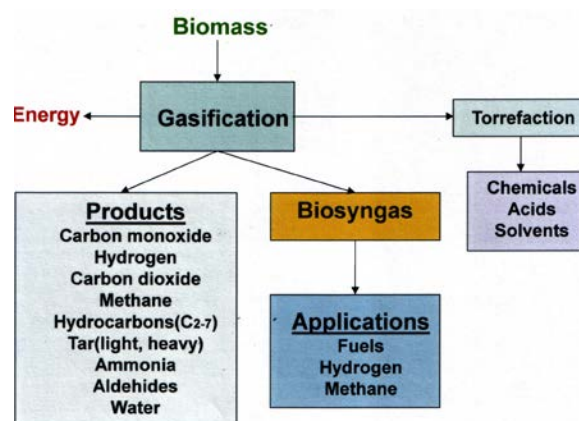 Biomass
Energy
Gasification
Torrefaction
Products
Carbon monoxide
Hydrogen
Carbon dioxide
Methane
Hydrocarbons(C2-7)
Tar(light, heavy)
Ammonia
Aldehides
Water
Biosyngas
Applications
Fuels
Hydrogen
Methane
Chemicals
Acids
Solvents